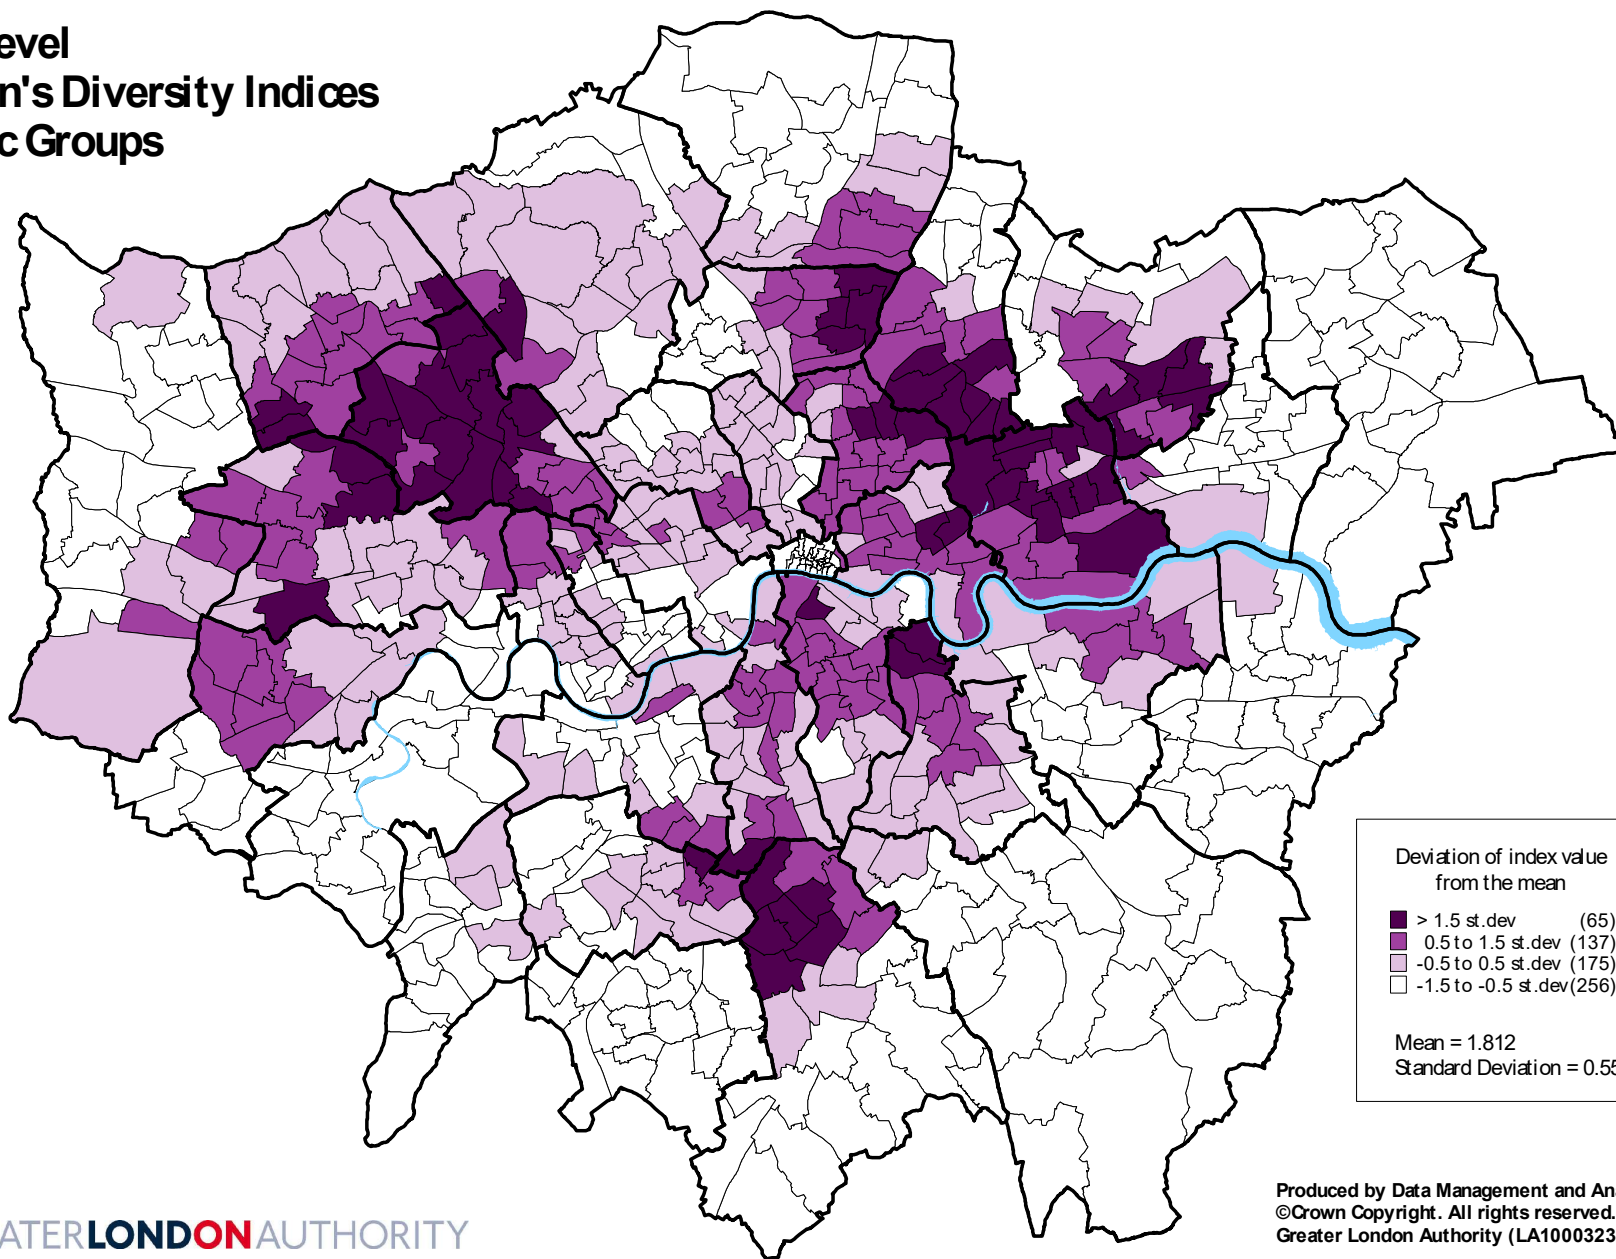 evel
n's Diversity Indices
c Groups
Deviation of index value
from the mean
> 1.5 st.dev (65)
0.5 to 1.5 st.dev (137)
-0.5 to 0.5 st.dev (175)
-1.5 to -0.5 st.dev (256)
Mean = 1.812
Standard Deviation = 0.55
Produced by Data Management and An
©Crown Copyright. All rights reserved.
Greater London Authority (LA1000323
ATERLONDONAUTHORITY